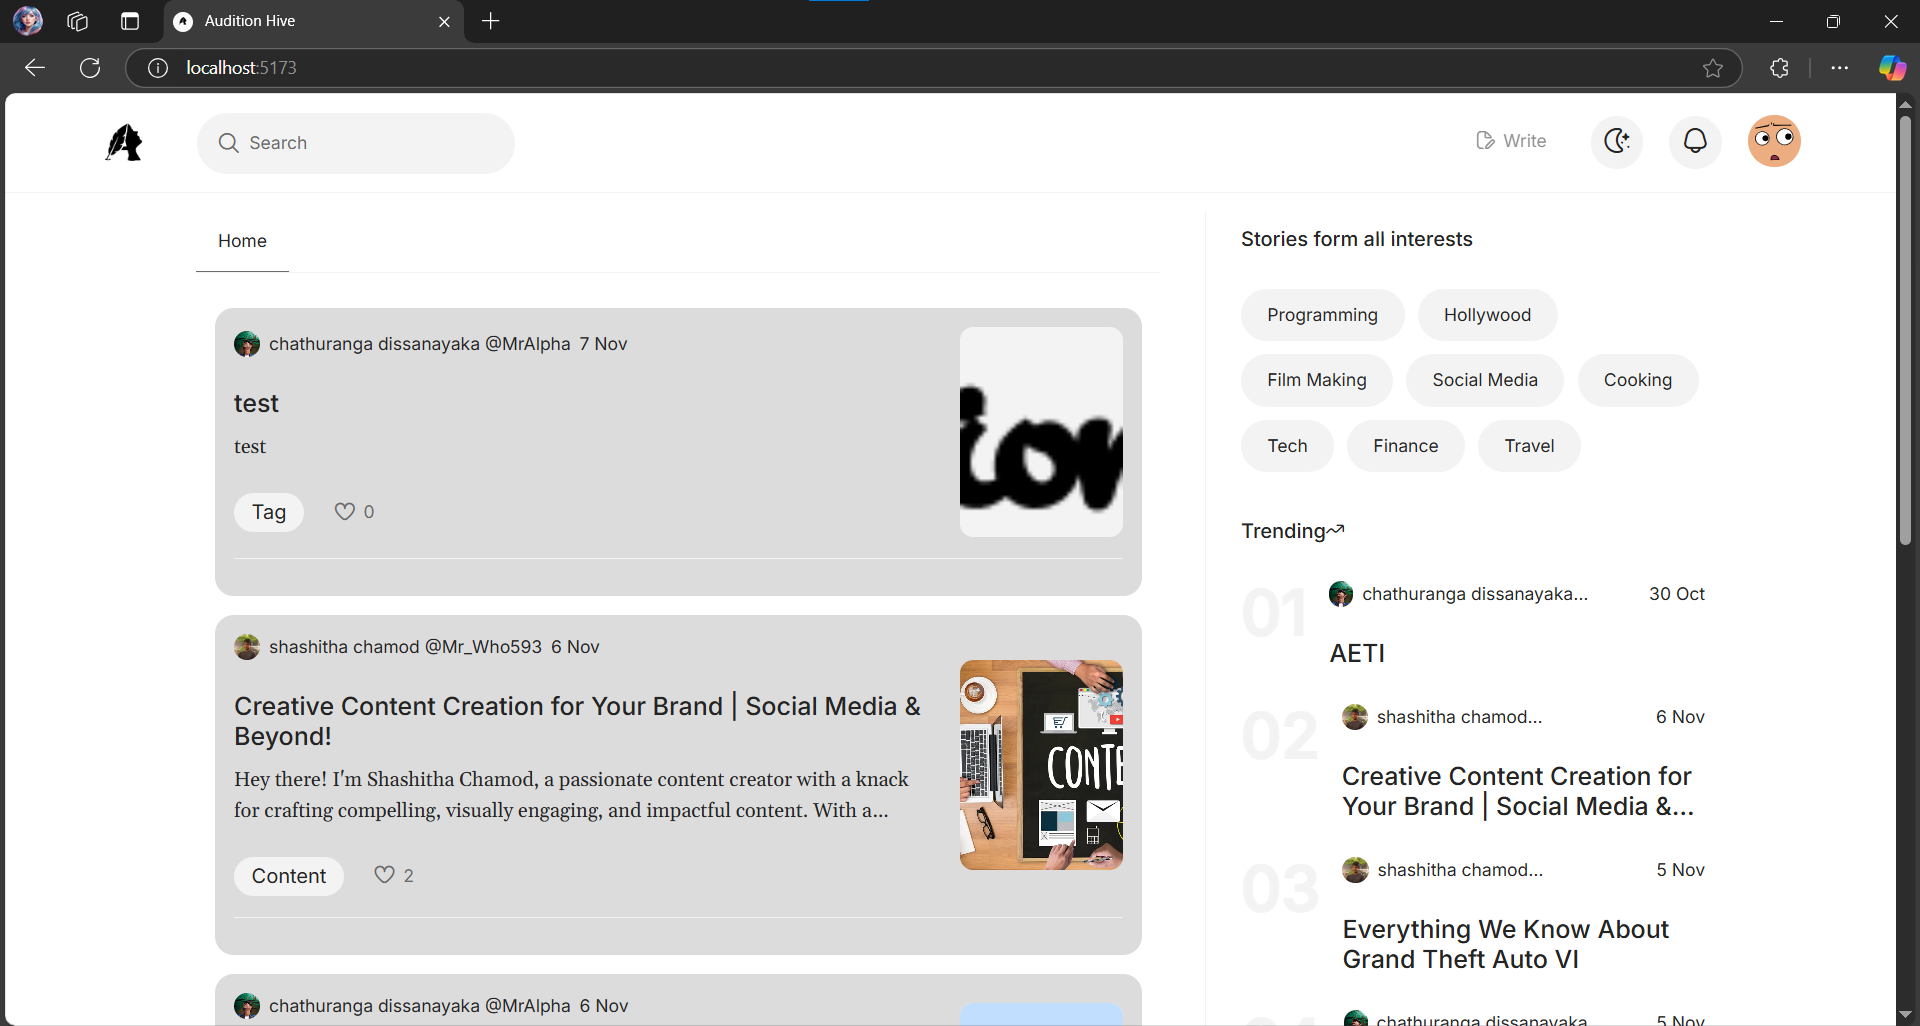 Audition Hive
localhost:5173
Search
Write
Home
chathuranga dissanayaka @MrAlpha 7 Nov
test
test
Tag 0
shashitha chamod @Mr_Who593 6 Nov
Creative Content Creation for Your Brand | Social Media &
Beyond!
Hey there! I'm Shashitha Chamod, a passionate content creator with a knack
for crafting compelling, visually engaging, and impactful content. With a...
CONTE
Content 2
chathuranga dissanayaka @MrAlpha 6 Nov
Stories form all interests
Programming Hollywood
Film Making Social Media Cooking
Tech Finance Travel
Trending
01 chathuranga dissanayaka... 30 Oct
AETI
02 shashitha chamod... 6 Nov
Creative Content Creation for
Your Brand | Social Media &...
03 shashitha chamod... 5 Nov
Everything We Know About
Grand Theft Auto VI
chathuranga dissanayaka 5 Nov